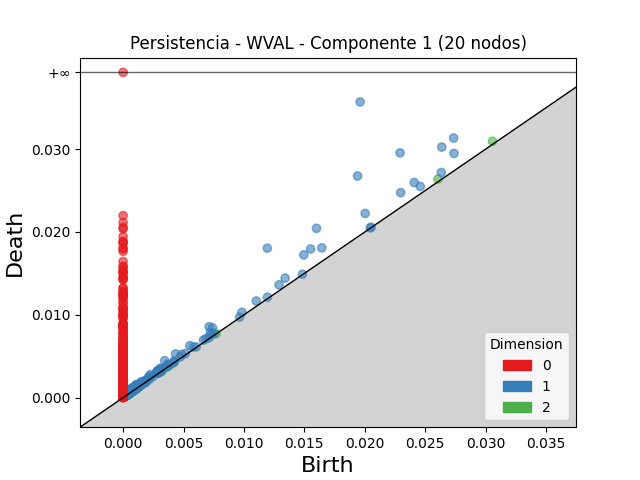 Persistencia - WVAL - Componente 1 (20 nodos)
+∞
0.030
0.020
0.010
0.000
Death
Dimension
0
1
2
0.000 0.005 0.010 0.015 0.020 0.025 0.030 0.035
Birth